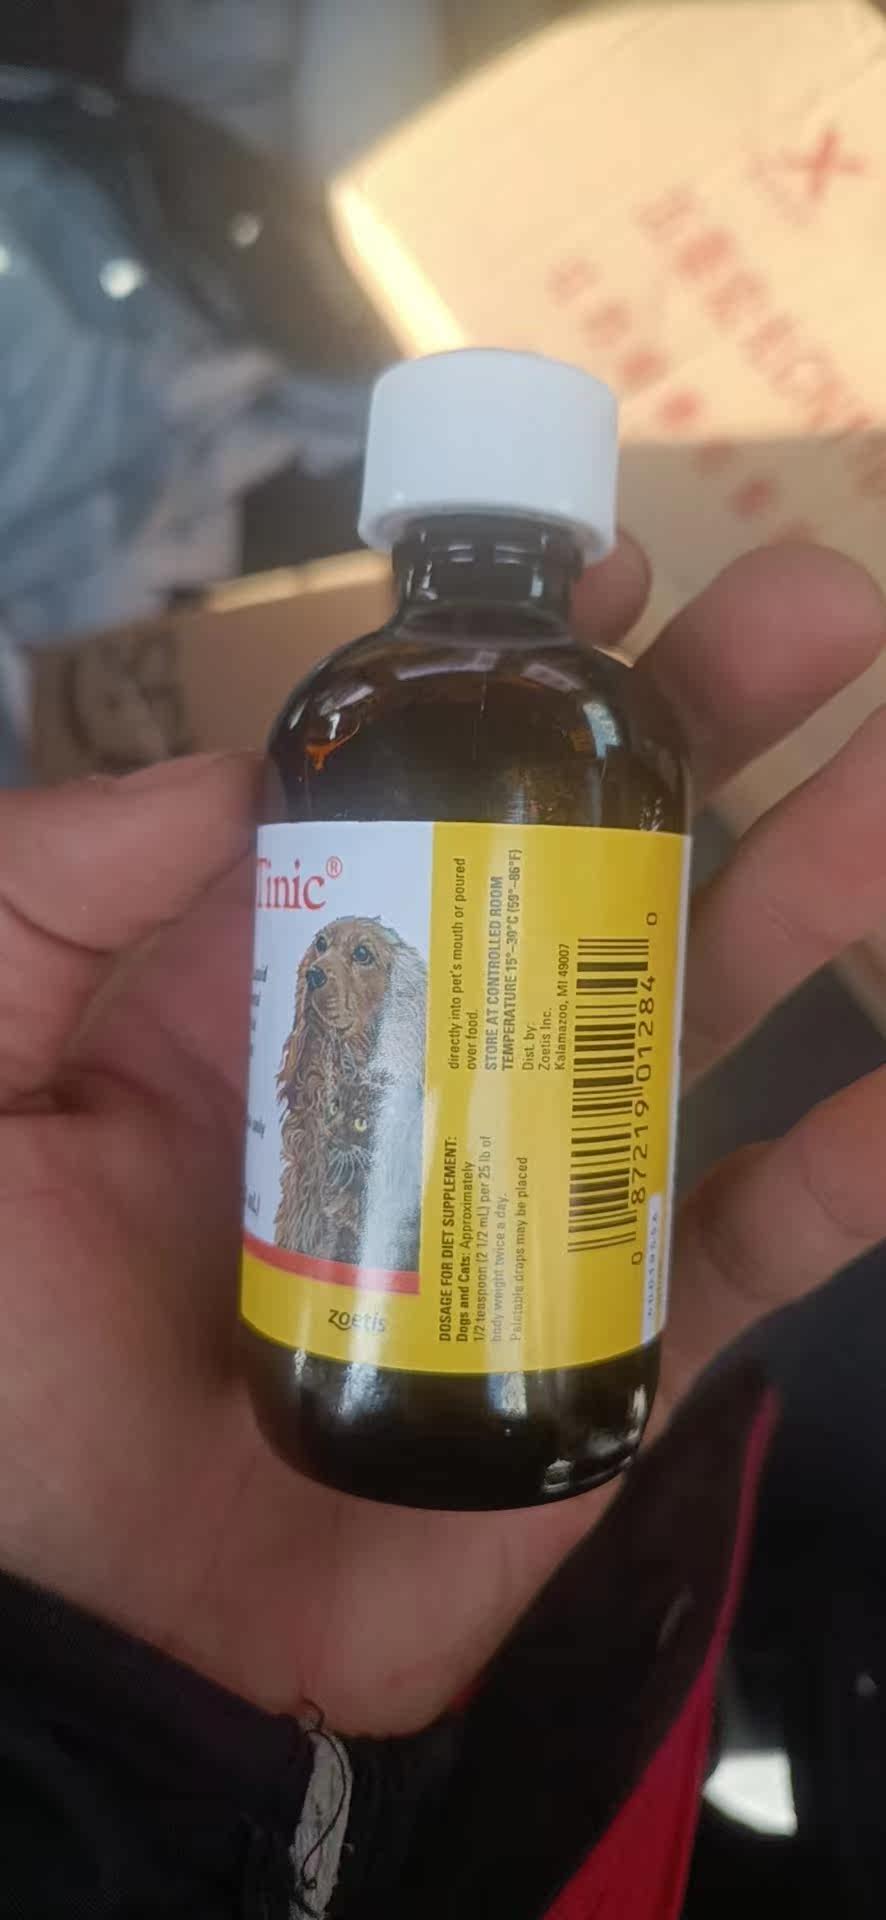 Tinic®
zoetis
DOSAGE FOR DIET SUPPLEMENT:
Dogs and Cats: Approximately
1/2 teaspoon (2 1/2 mL) per 25 lb of
body weight twice a day.
Palatable drops may be placed
directly into pet's mouth or poured
over food.
STORE AT CONTROLLED ROOM
TEMPERATURE 15°–30°C (59°–86°F)
Dist. by:
Zoetis Inc.
Kalamazoo, MI 49007
0 87219 01284 0